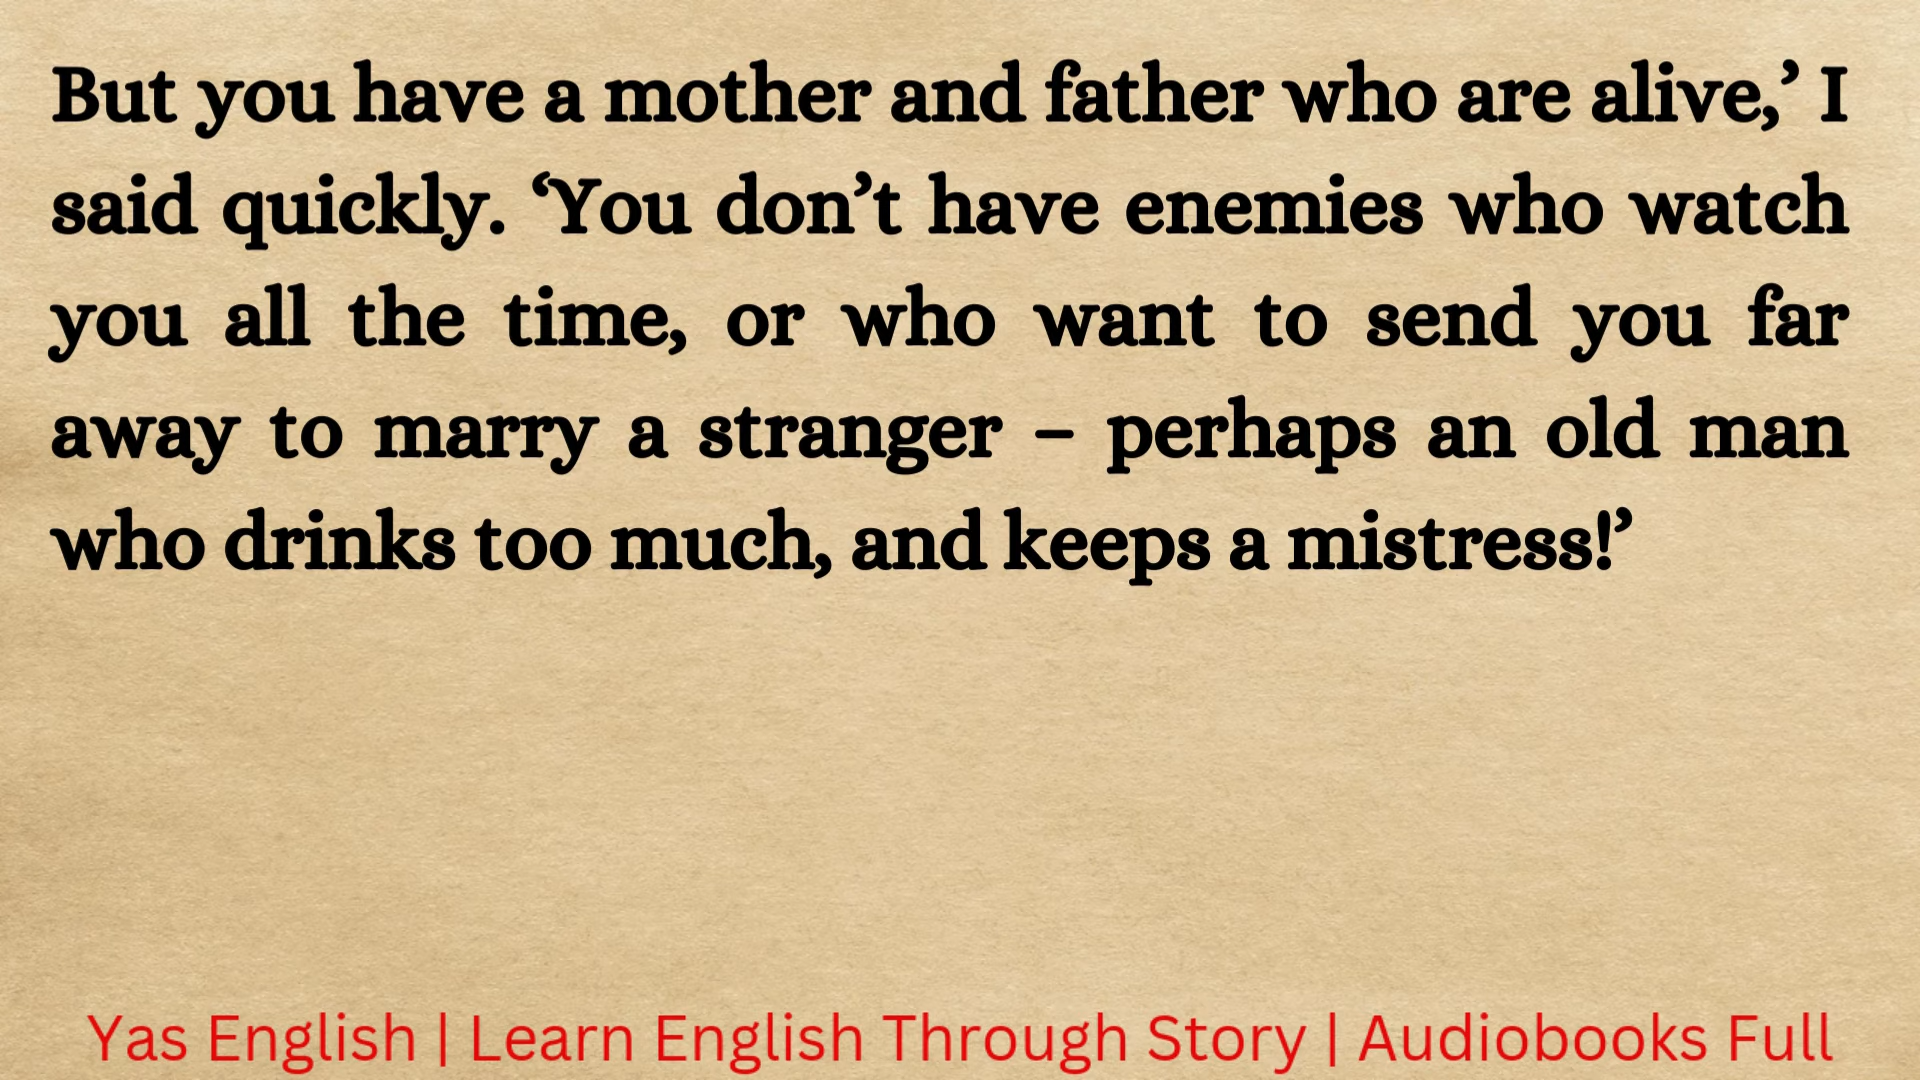 But you have a mother and father who are alive,’ I
said quickly. ‘You don’t have enemies who watch
you all the time, or who want to send you far
away to marry a stranger – perhaps an old man
who drinks too much, and keeps a mistress!’
Yas English | Learn English Through Story | Audiobooks Full